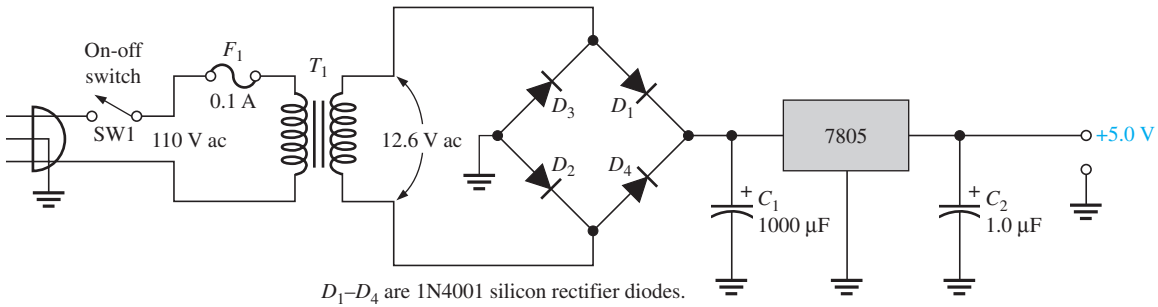 On-off
switch
SW1
110 V ac
F1
0.1 A
T1
12.6 V ac
D3
D1
D2
D4
+
C1
1000 µF
7805
+
C2
1.0 µF
+5.0 V
D1–D4 are 1N4001 silicon rectifier diodes.